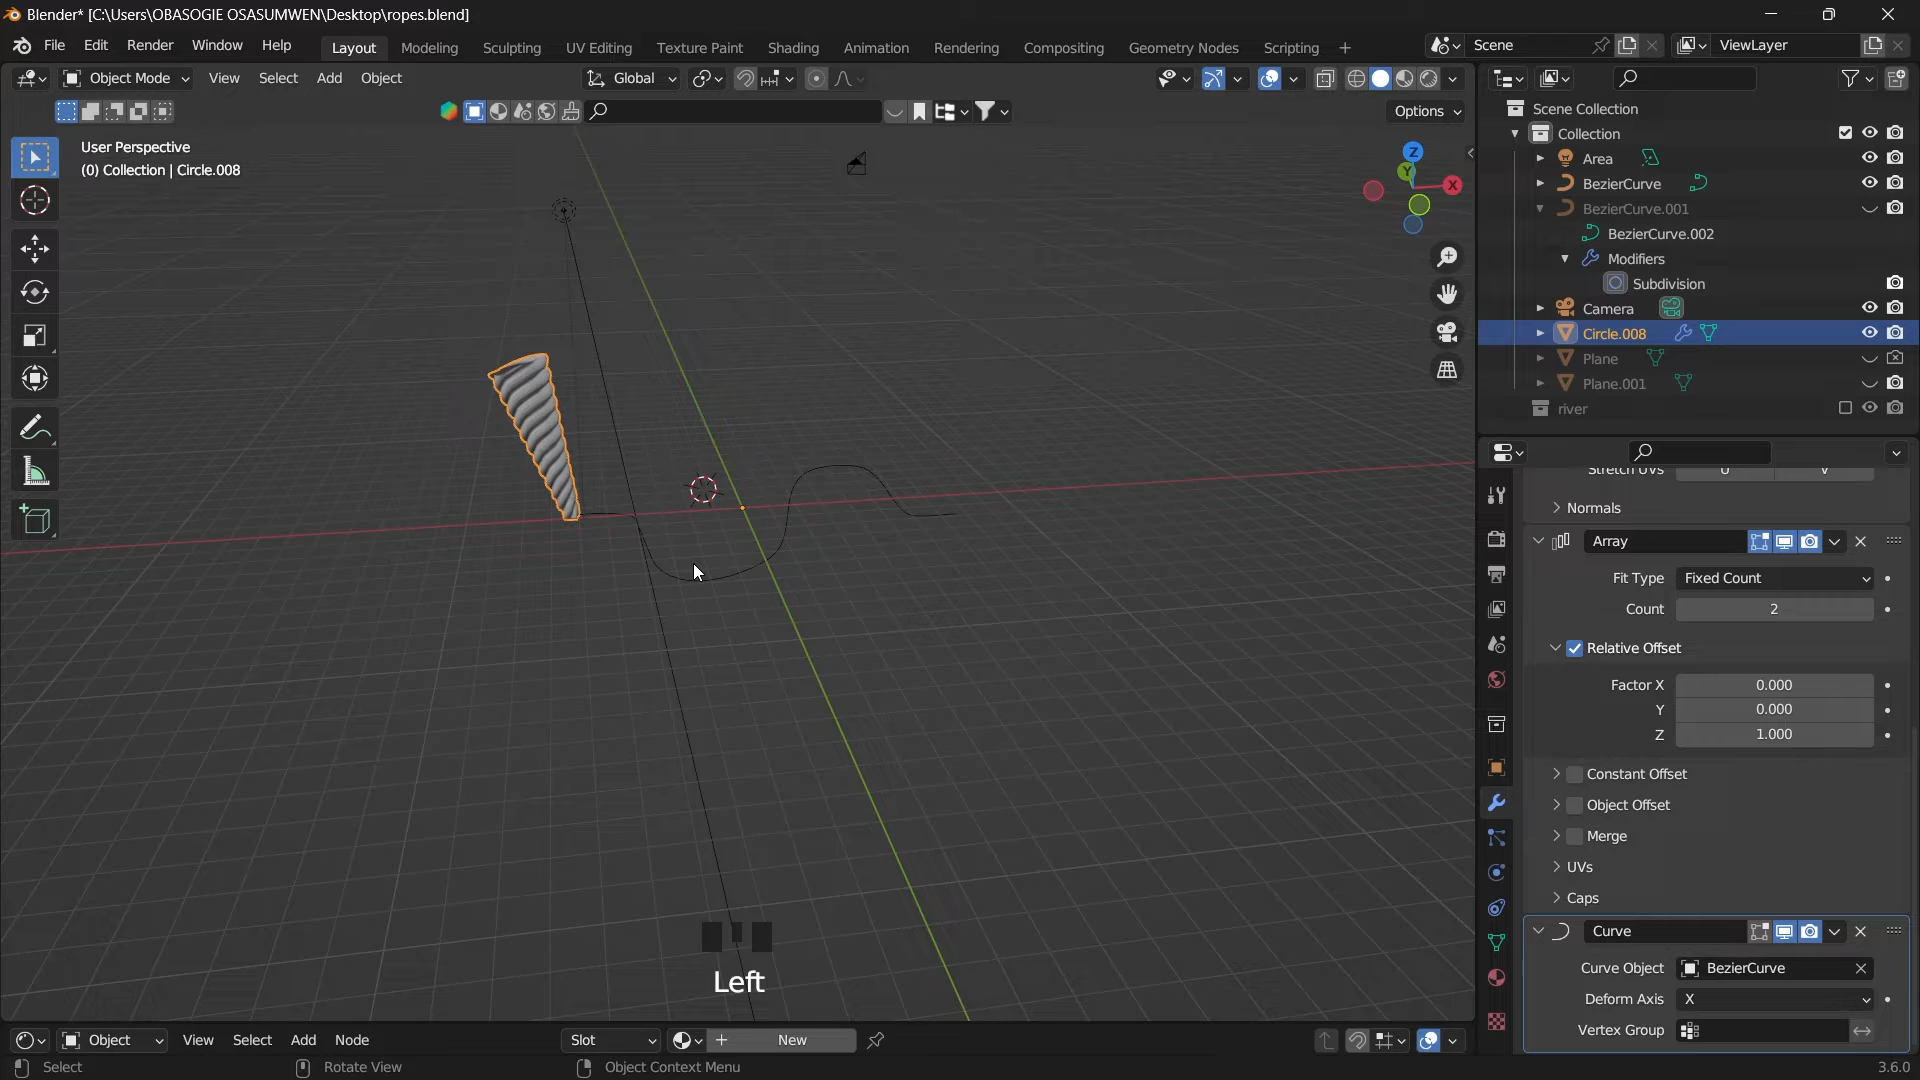 Blender* [C:\Users\OBASOGIE OSASUMWEN\Desktop\ropes.blend]
File Edit Render Window Help Layout Modeling Sculpting UV Editing Texture Paint Shading Animation Rendering Compositing Geometry Nodes Scripting + Scene ViewLayer
Object Mode View Select Add Object Global
Options
User Perspective
(0) Collection | Circle.008
Z
Y
X
Scene Collection
Collection
Area
BezierCurve
BezierCurve.001
BezierCurve.002
Modifiers
Subdivision
Camera
Circle.008
Plane
Plane.001
river
Stretch UVs U V
Normals
Array
Fit Type Fixed Count
Count 2
Relative Offset
Factor X 0.000
Y 0.000
Z 1.000
Constant Offset
Object Offset
Merge
UVs
Caps
Curve
Curve Object BezierCurve
Deform Axis X
Vertex Group
Left
Object View Select Add Node Slot New
Select Rotate View Object Context Menu 3.6.0